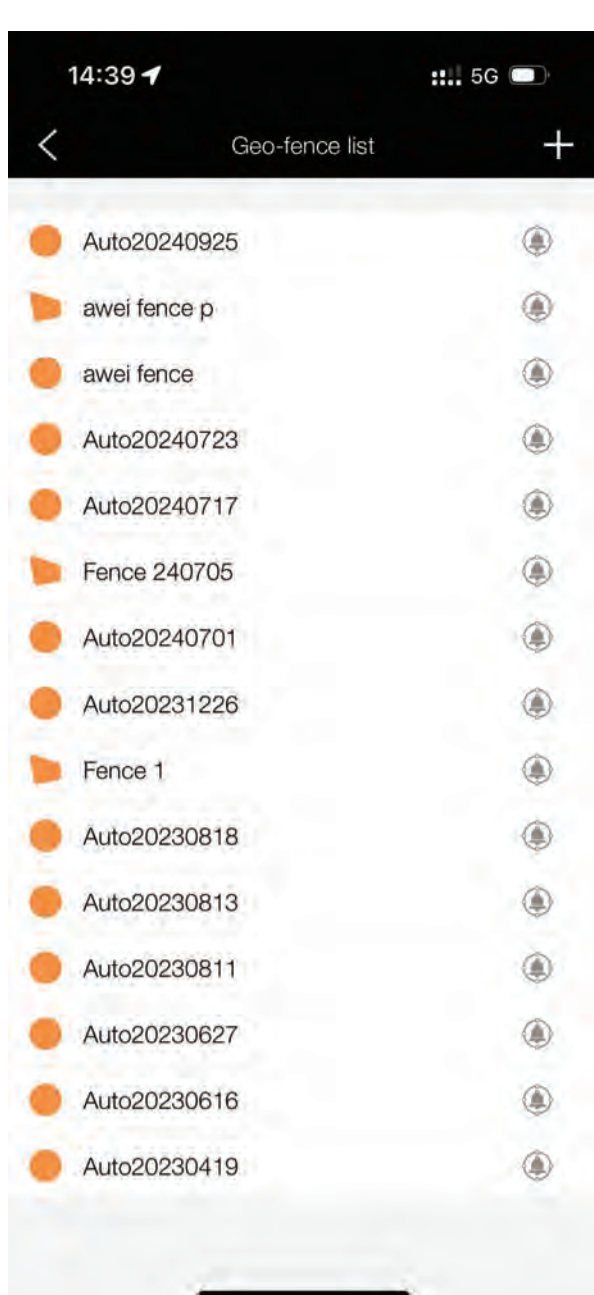 14:39
5G
Geo-fence list
Auto20240925
awei fence p
awei fence
Auto20240723
Auto20240717
Fence 240705
Auto20240701
Auto20231226
Fence 1
Auto20230818
Auto20230813
Auto20230811
Auto20230627
Auto20230616
Auto20230419